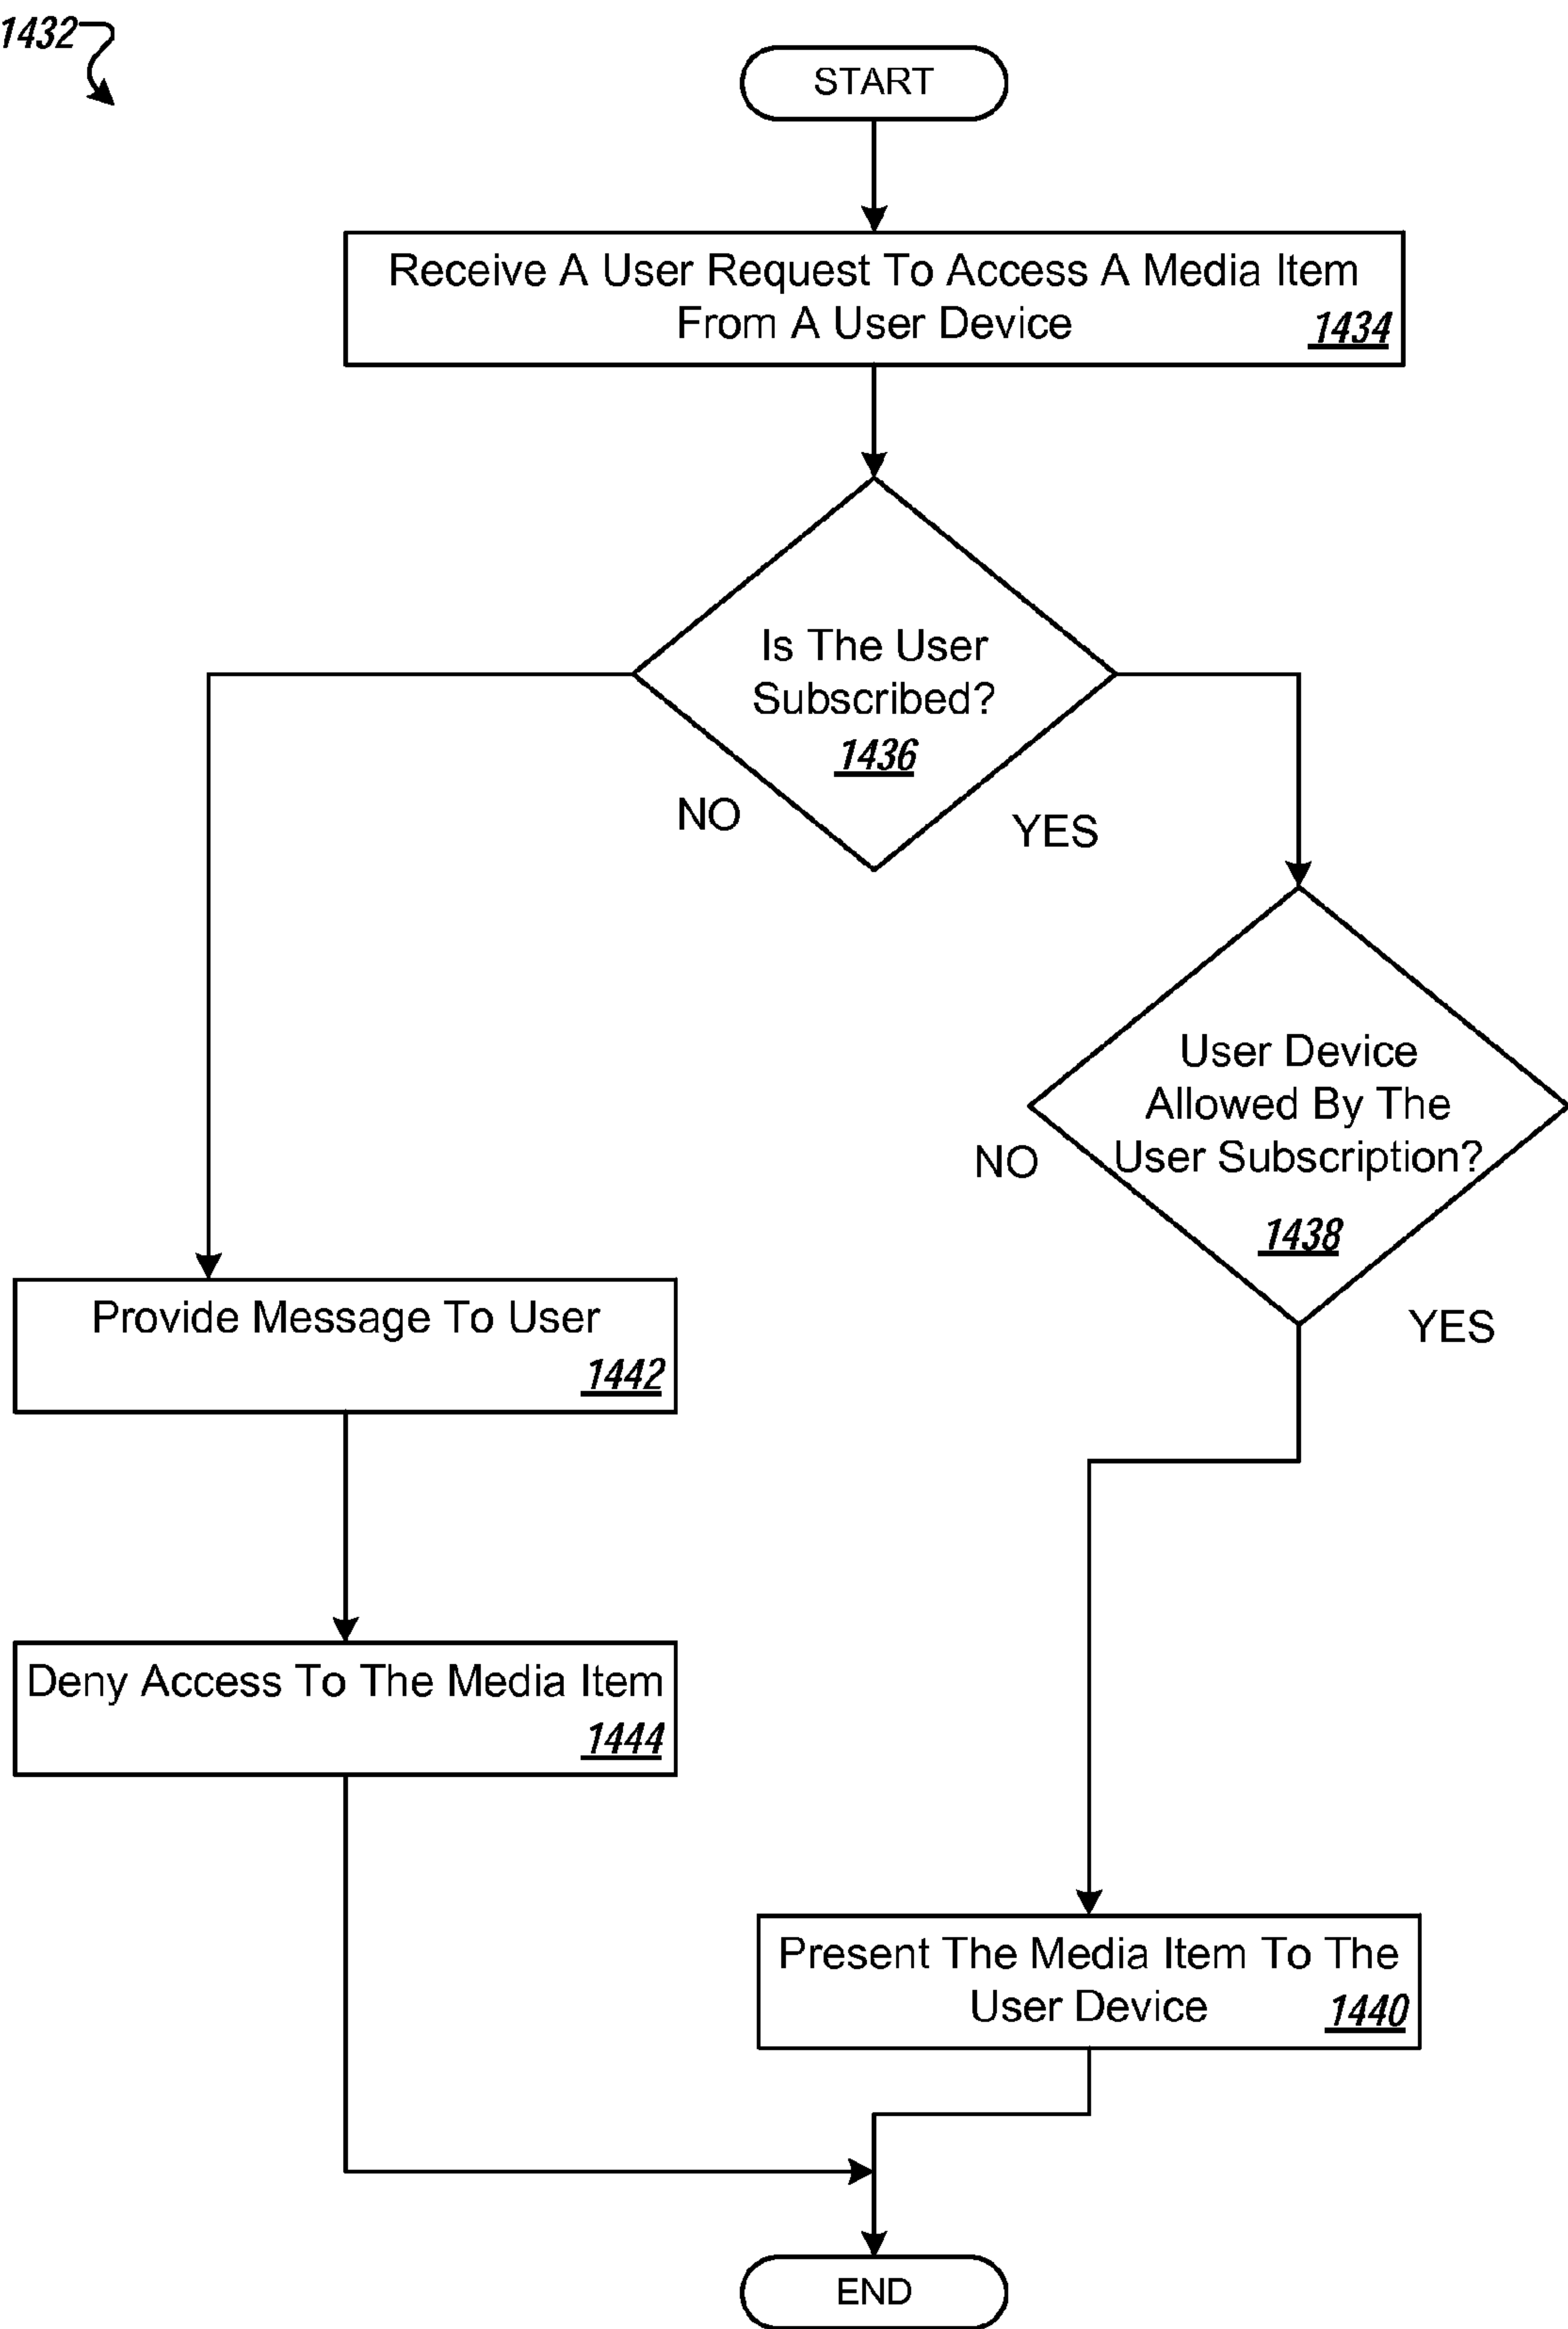 1432
START
Receive A User Request To Access A Media Item
From A User Device
1434
Is The User
Subscribed?
1436
NO
YES
User Device
Allowed By The
User Subscription?
1438
NO
YES
Provide Message To User
1442
Deny Access To The Media Item
1444
Present The Media Item To The
User Device
1440
END